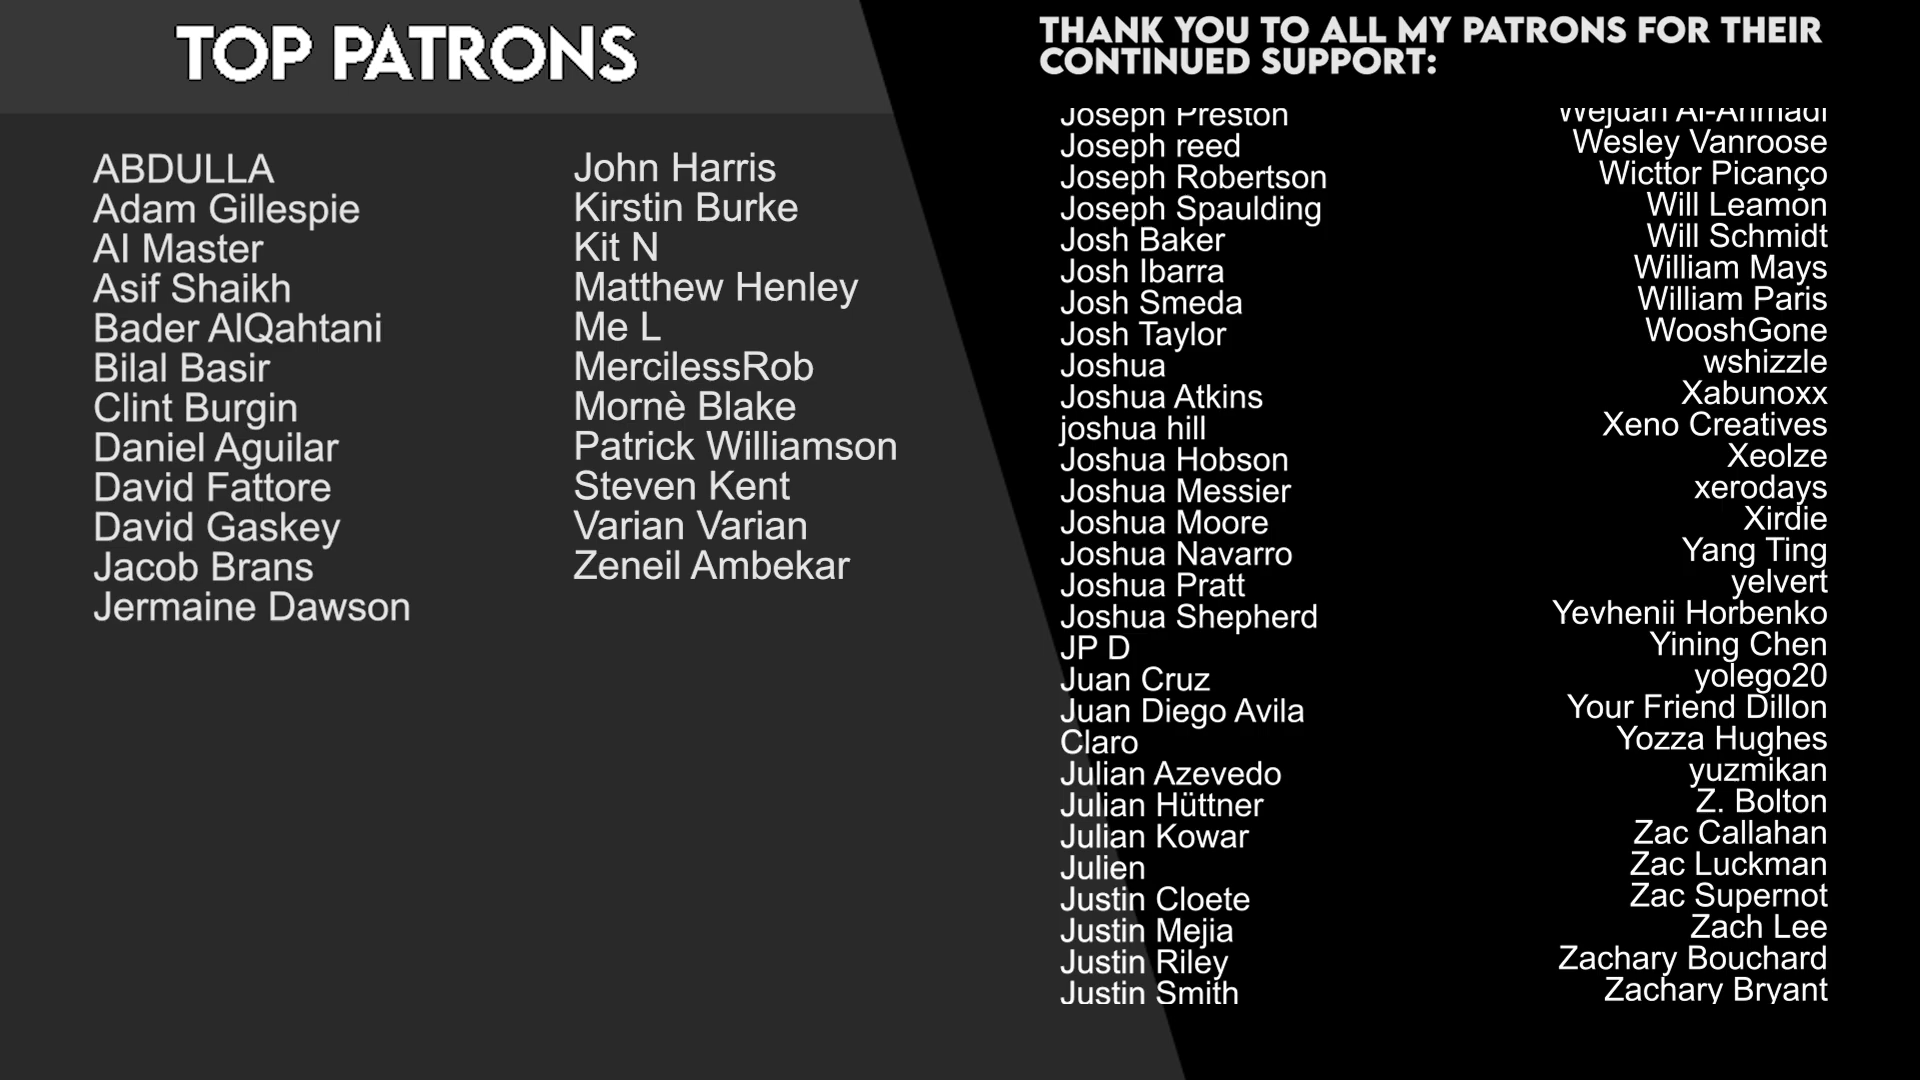 TOP PATRONS
ABDULLA
Adam Gillespie
AI Master
Asif Shaikh
Bader AlQahtani
Bilal Basir
Clint Burgin
Daniel Aguilar
David Fattore
David Gaskey
Jacob Brans
Jermaine Dawson
John Harris
Kirstin Burke
Kit N
Matthew Henley
Me L
MercilessRob
Mornè Blake
Patrick Williamson
Steven Kent
Varian Varian
Zeneil Ambekar
THANK YOU TO ALL MY PATRONS FOR THEIR
CONTINUED SUPPORT:
Joseph Preston
Joseph reed
Joseph Robertson
Joseph Spaulding
Josh Baker
Josh Ibarra
Josh Smeda
Josh Taylor
Joshua
Joshua Atkins
joshua hill
Joshua Hobson
Joshua Messier
Joshua Moore
Joshua Navarro
Joshua Pratt
Joshua Shepherd
JP D
Juan Cruz
Juan Diego Avila
Claro
Julian Azevedo
Julian Hüttner
Julian Kowar
Julien
Justin Cloete
Justin Mejia
Justin Riley
Justin Smith
Wejdan Al-Ahmadi
Wesley Vanroose
Wicttor Picanço
Will Leamon
Will Schmidt
William Mays
William Paris
WooshGone
wshizzle
Xabunoxx
Xeno Creatives
Xeolze
xerodays
Xirdie
Yang Ting
yelvert
Yevhenii Horbenko
Yining Chen
yolego20
Your Friend Dillon
Yozza Hughes
yuzmikan
Z. Bolton
Zac Callahan
Zac Luckman
Zac Supernot
Zach Lee
Zachary Bouchard
Zachary Bryant